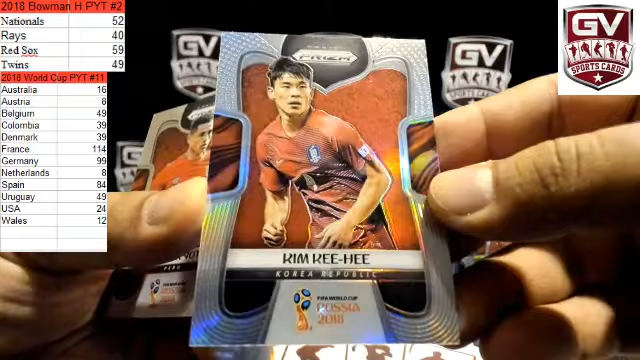 2018 Bowman H PYT #2
Nationals 52
Rays 40
Red Sox 59
Twins 49
2018 World Cup PYT #11
Australia 16
Austria 8
Belgium 49
Colombia 39
Denmark 39
France 114
Germany 99
Netherlands 8
Spain 84
Uruguay 49
USA 24
Wales 12
GV
SPORTS CARDS
GV
GV
PRIZM
KIM KEE-HEE
KOREA REPUBLIC
FIFA WORLD CUP
RUSSIA
2018
PERU